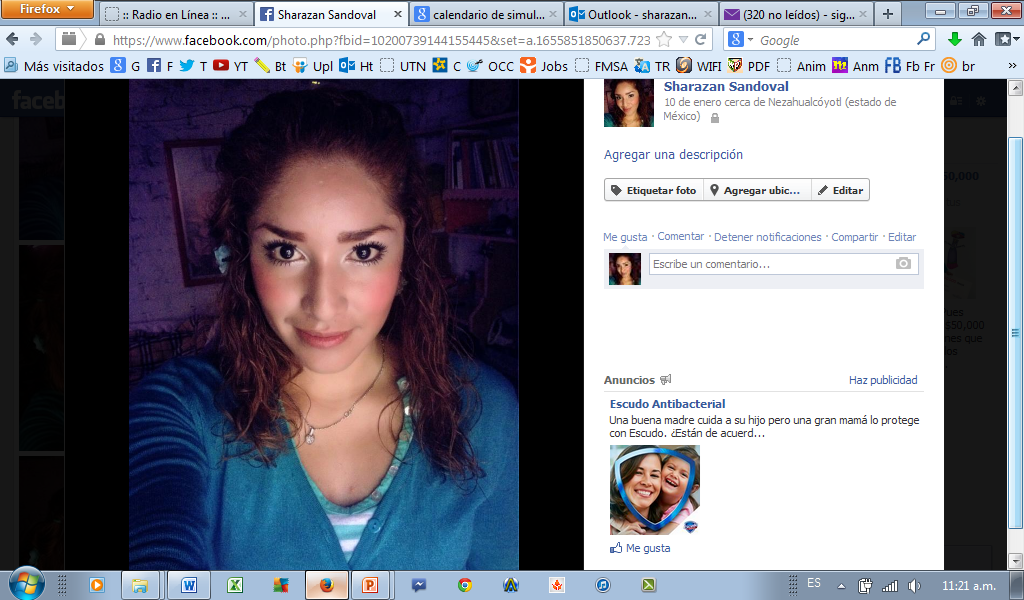 Firefox
:: Radio en Línea :: ...
Sharazan Sandoval
calendario de simul...
Outlook - sharazan...
(320 no leídos) - sig...
https://www.facebook.com/photo.php?fbid=10200739144155445&set=a.1655851850637.723
Google
Más visitados G F T YT Bt Upl Ht UTN C OCC Jobs FMSA TR WIFI PDF Anim Anm Fb Fr br »
faceb
Sharazan Sandoval
10 de enero cerca de Nezahualcóyotl (estado de
México)
Agregar una descripción
Etiquetar foto Agregar ubic... Editar
Me gusta · Comentar · Detener notificaciones · Compartir · Editar
Escribe un comentario...
Anuncios Haz publicidad
Escudo Antibacterial
Una buena madre cuida a su hijo pero una gran mamá lo protege
con Escudo. ¿Están de acuerd...
Me gusta
ES 11:21 a.m.